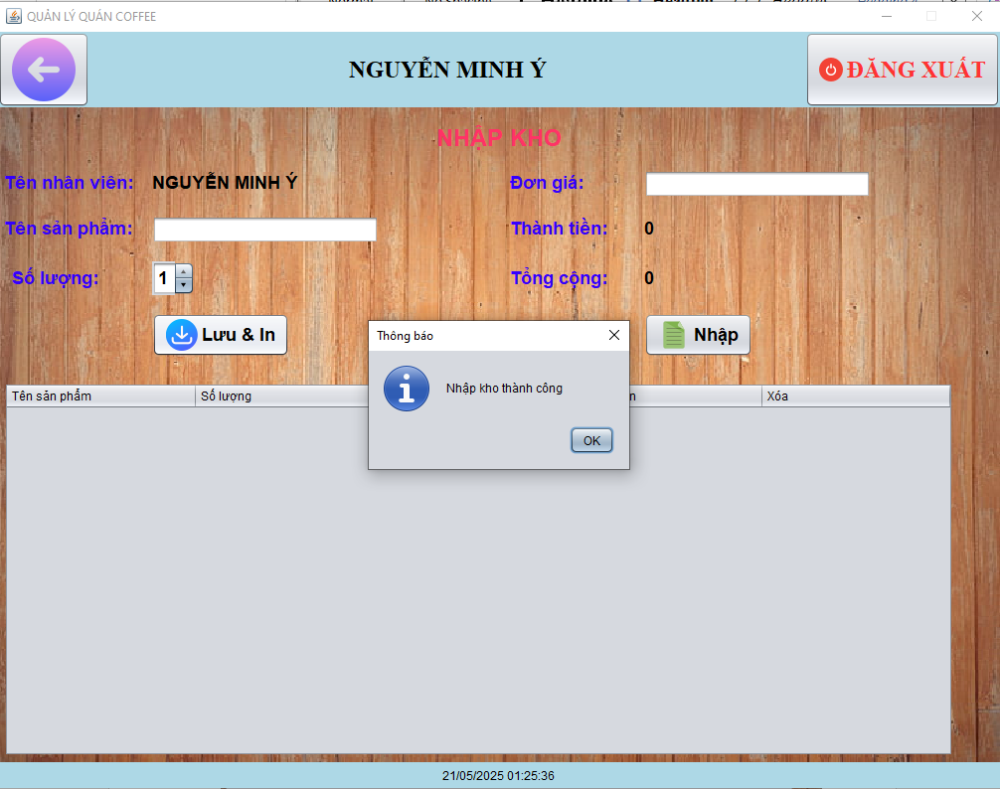 QUẢN LÝ QUÁN COFFEE
NGUYỄN MINH Ý
ĐĂNG XUẤT
NHẬP KHO
Tên nhân viên: NGUYỄN MINH Ý
Đơn giá:
Tên sản phẩm:
Thành tiền: 0
Số lượng: 1
Tổng cộng: 0
Lưu & In
Nhập
Thông báo
Nhập kho thành công
OK
Tên sản phẩm Số lượng Xóa
21/05/2025 01:25:36